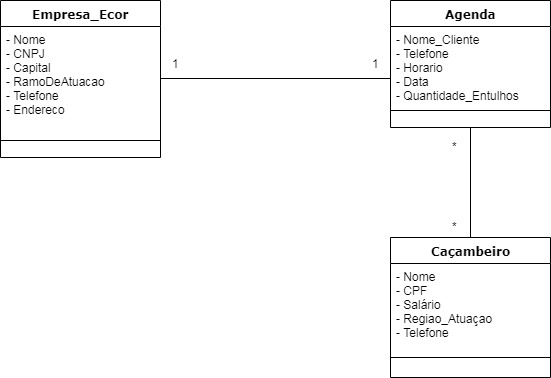 Empresa_Ecor
- Nome
- CNPJ
- Capital
- RamoDeAtuacao
- Telefone
- Endereco
1
1
Agenda
- Nome_Cliente
- Telefone
- Horario
- Data
- Quantidade_Entulhos
*
*
Caçambeiro
- Nome
- CPF
- Salário
- Regiao_Atuaçao
- Telefone